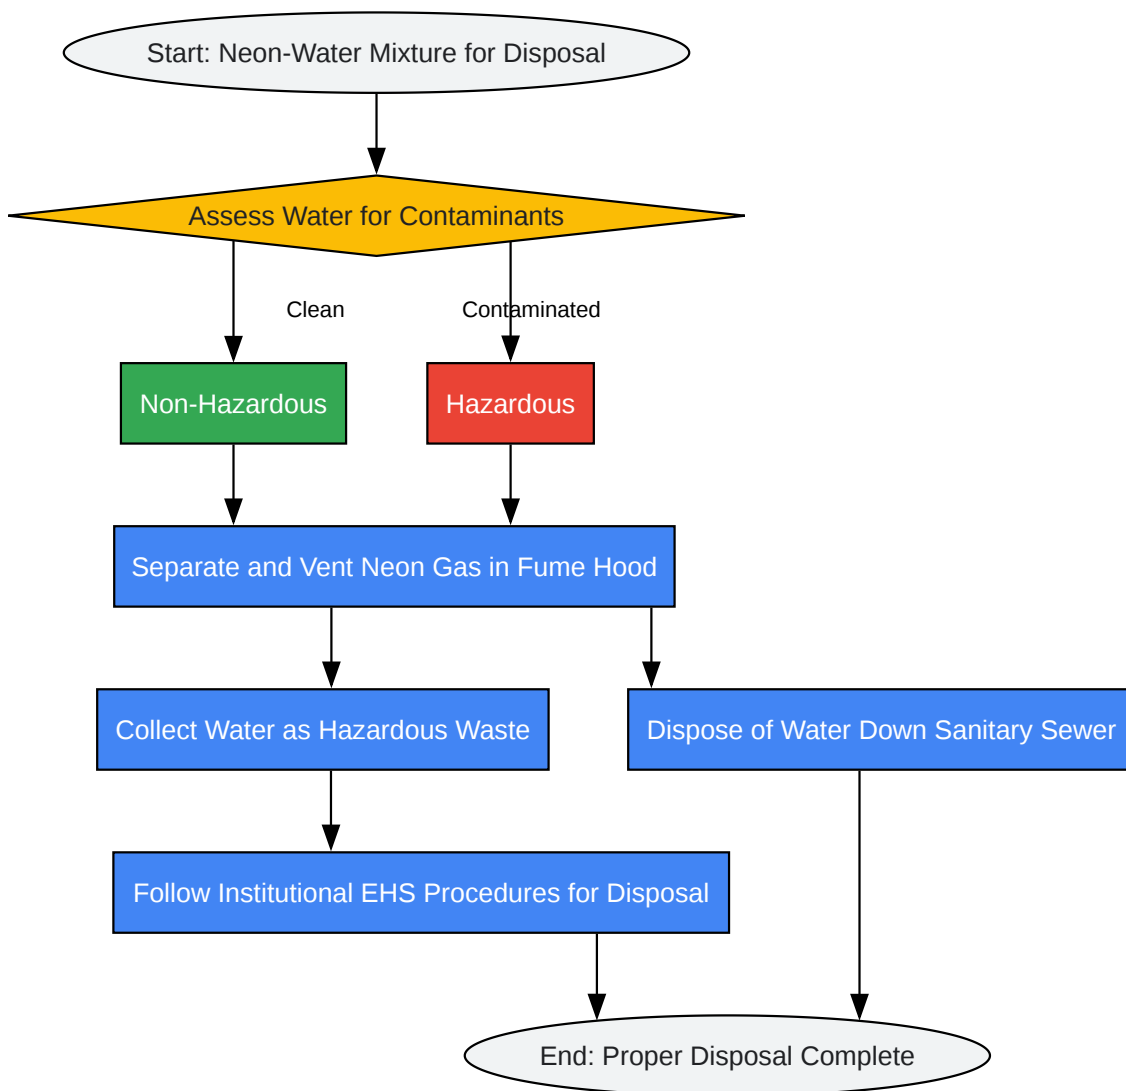 Start: Neon-Water Mixture for Disposal
Assess Water for Contaminants
Clean
Contaminated
Non-Hazardous
Hazardous
Separate and Vent Neon Gas in Fume Hood
Collect Water as Hazardous Waste
Dispose of Water Down Sanitary Sewer
Follow Institutional EHS Procedures for Disposal
End: Proper Disposal Complete